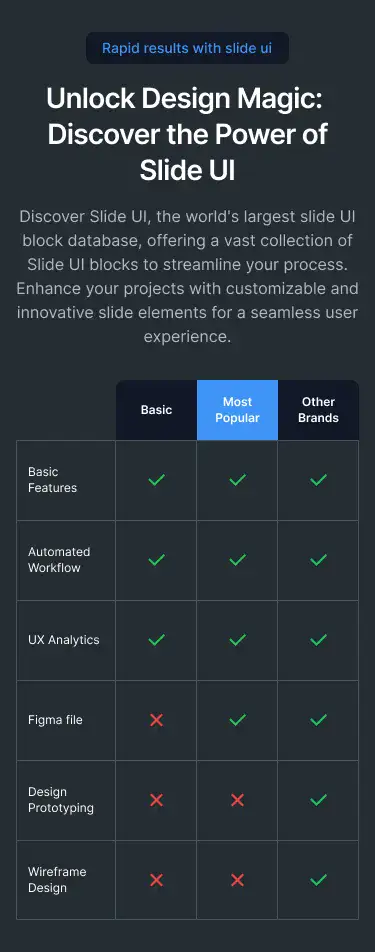 Rapid results with slide ui
Unlock Design Magic:
Discover the Power of
Slide UI
Discover Slide UI, the world's largest slide UI
block database, offering a vast collection of
Slide UI blocks to streamline your process.
Enhance your projects with customizable and
innovative slide elements for a seamless user
experience.
Basic
Most
Popular
Other
Brands
Basic
Features
Automated
Workflow
UX Analytics
Figma file
Design
Prototyping
Wireframe
Design